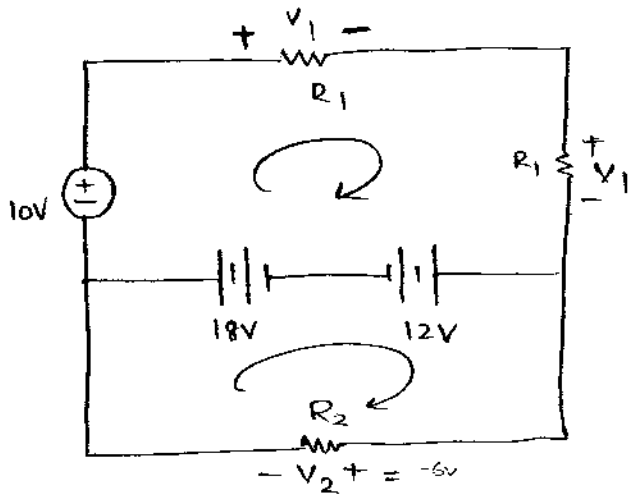 + V1 -
R1
R1 + V1 -
+ -
10V
18V 12V
R2
- V2 + = -6v